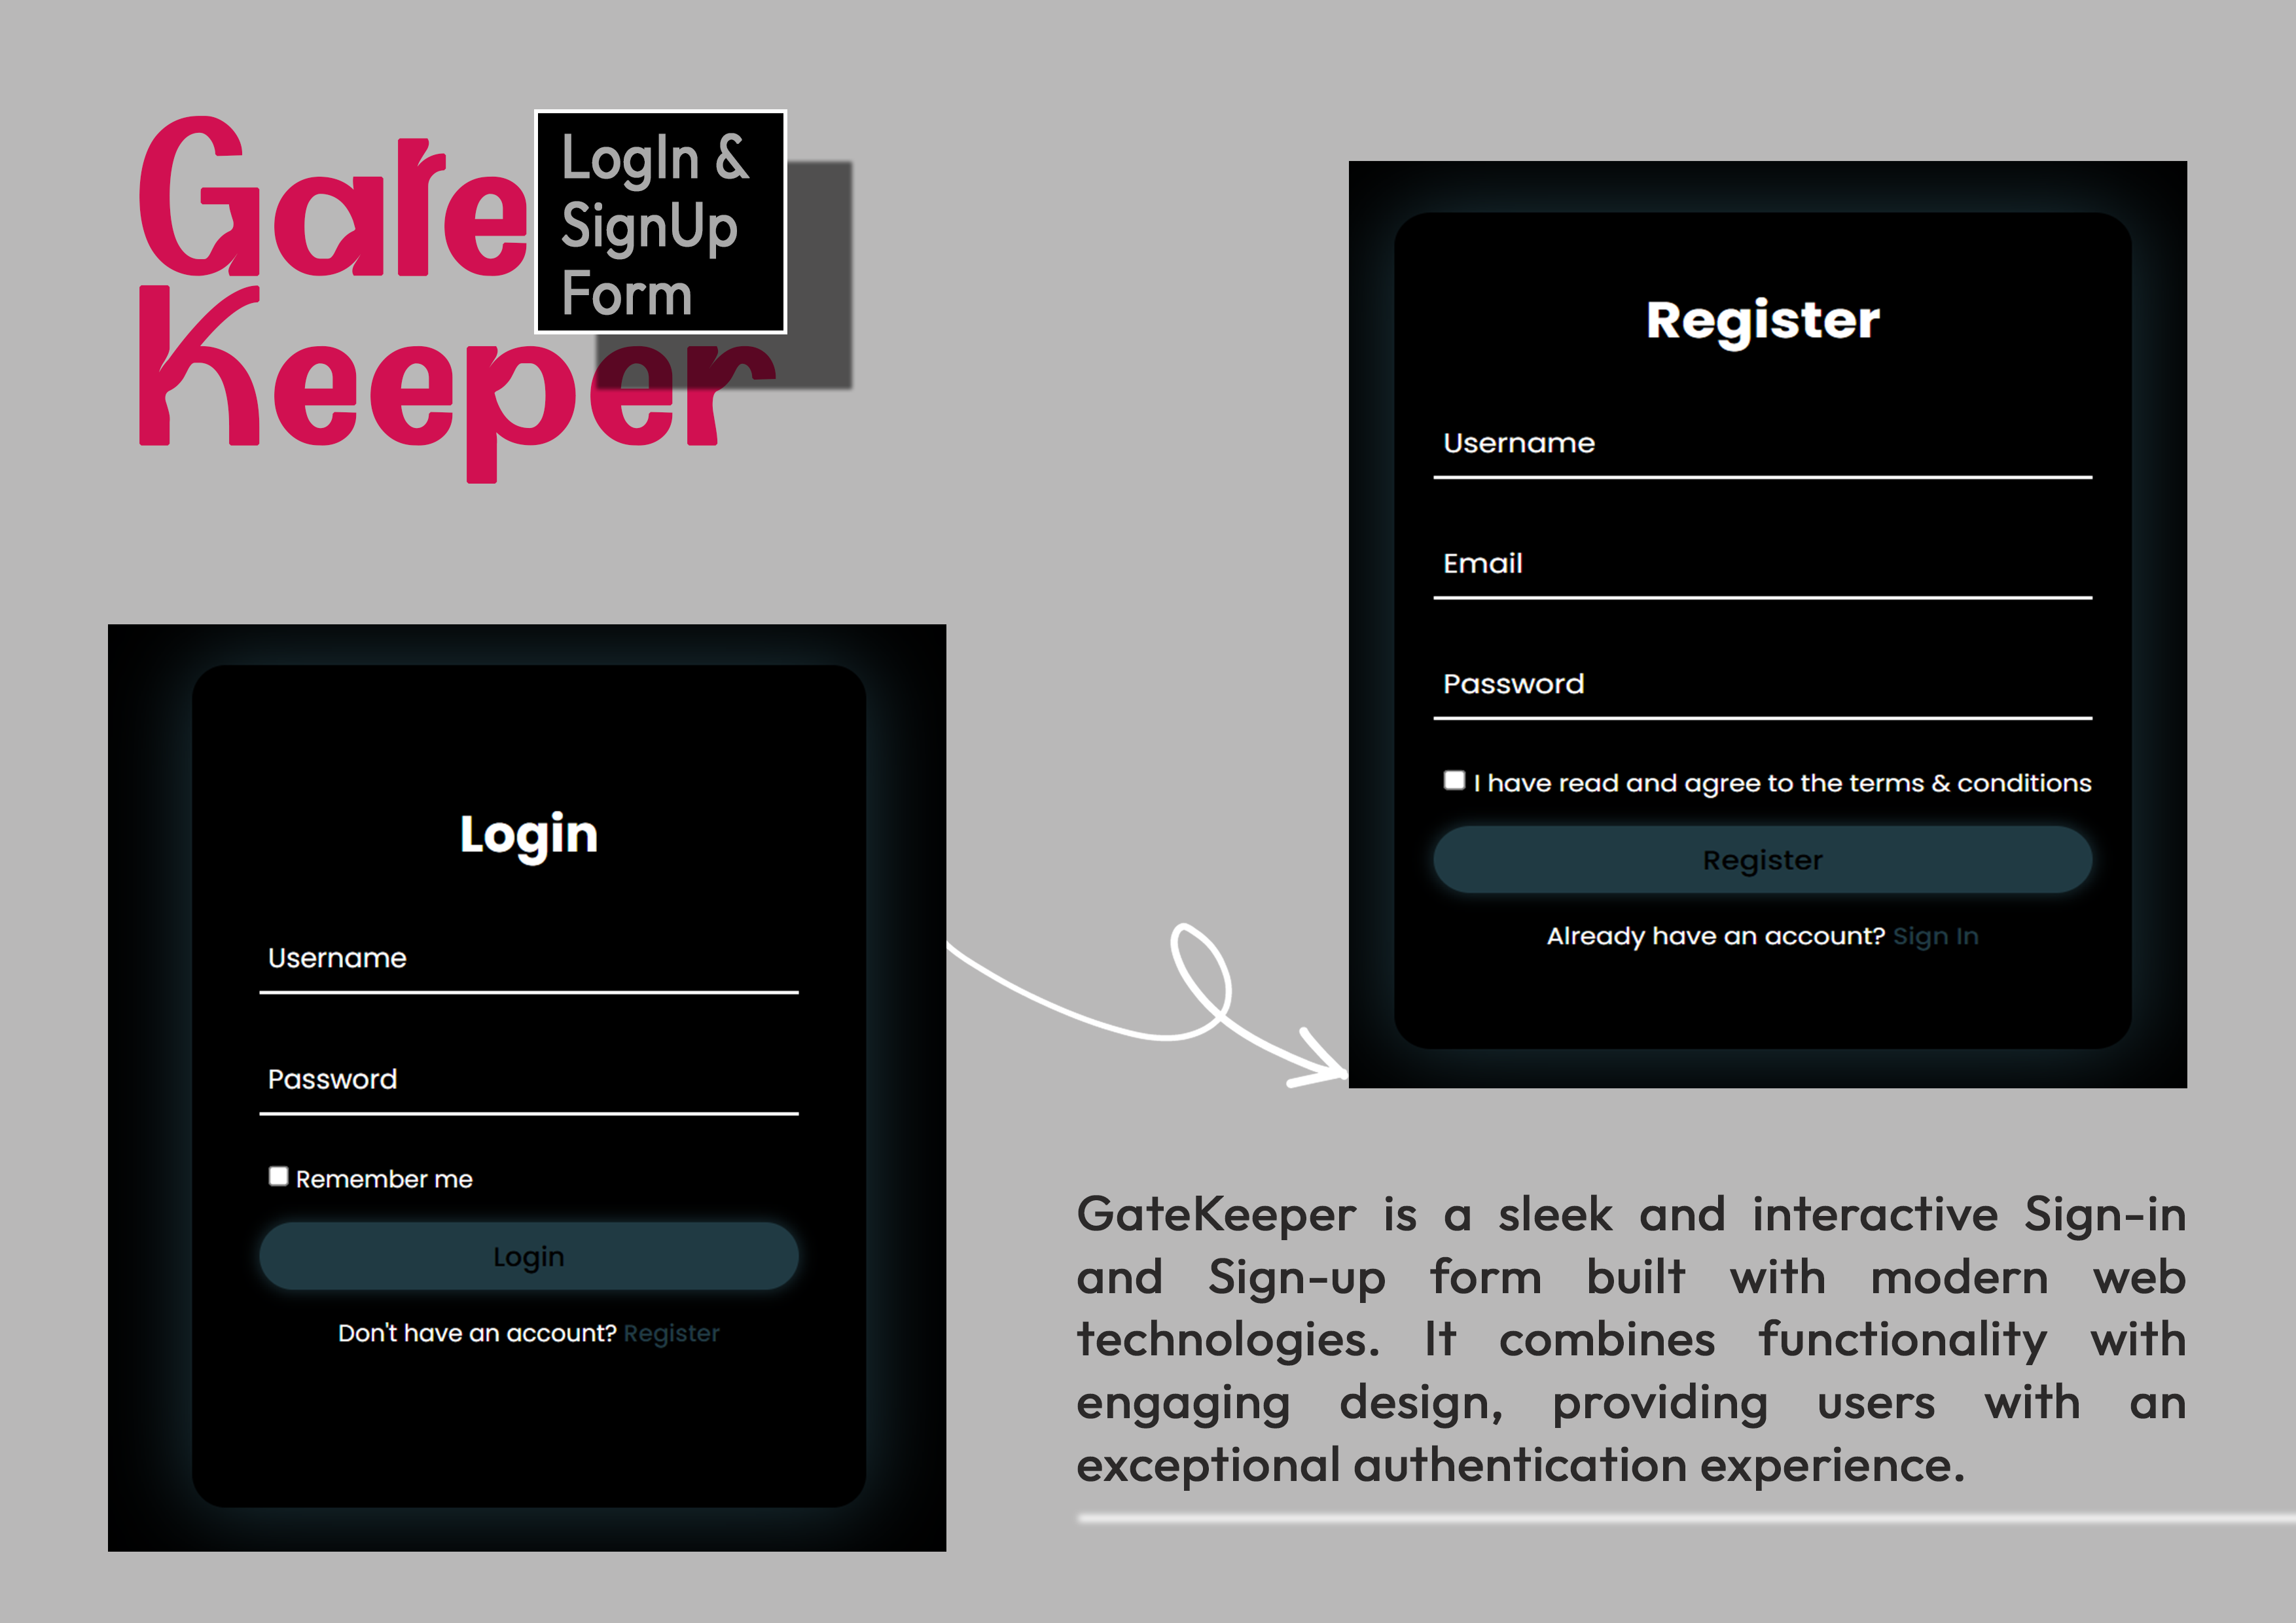 Gate
Keeper
LogIn &
SignUp
Form
Login
Username
Password
Remember me
Login
Don't have an account? Register
Register
Username
Email
Password
I have read and agree to the terms & conditions
Register
Already have an account? Sign In
GateKeeper is a sleek and interactive Sign-in
and Sign-up form built with modern web
technologies. It combines functionality with
engaging design, providing users with an
exceptional authentication experience.